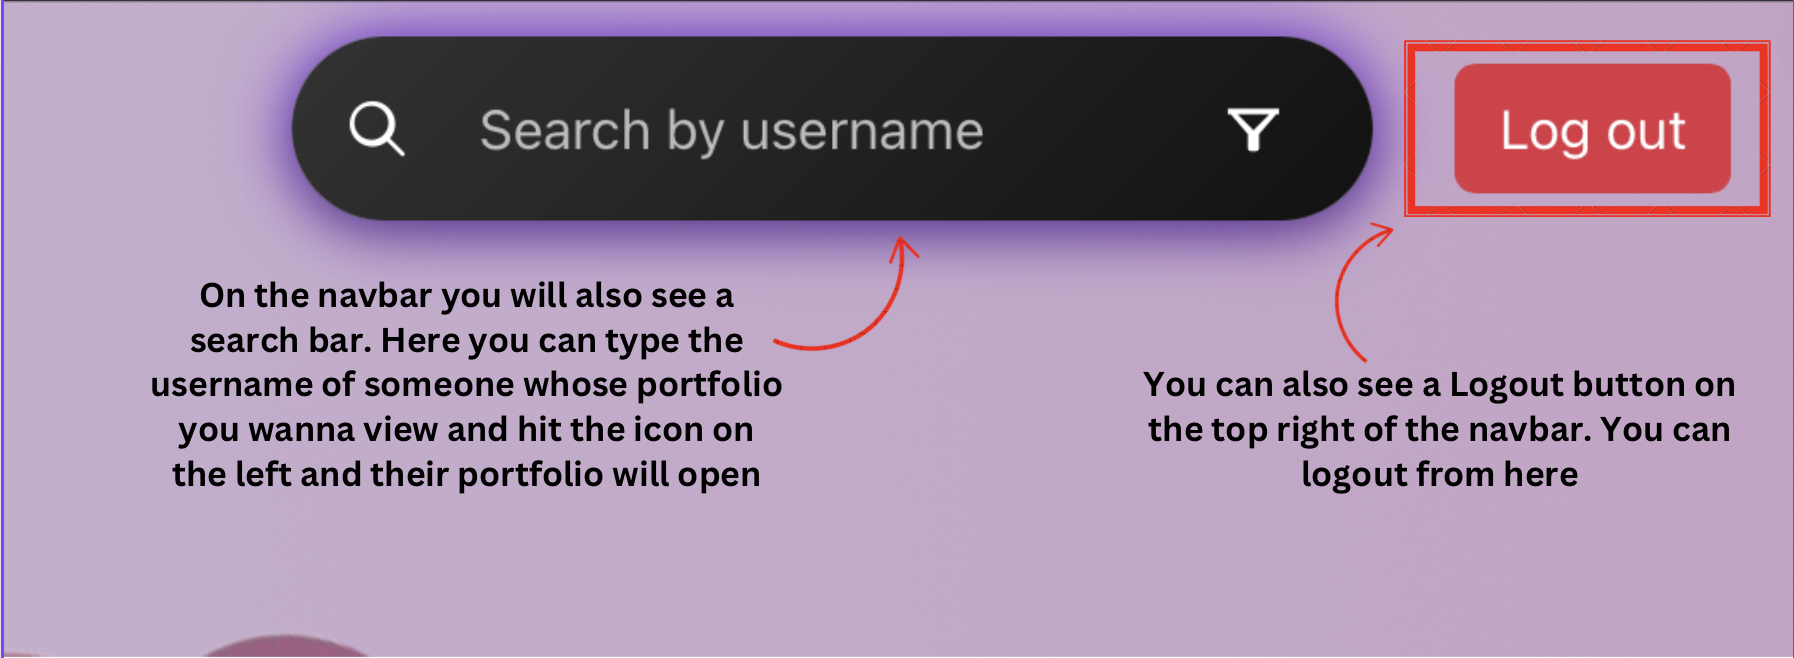 Search by username
Log out
On the navbar you will also see a
search bar. Here you can type the
username of someone whose portfolio
you wanna view and hit the icon on
the left and their portfolio will open
You can also see a Logout button on
the top right of the navbar. You can
logout from here